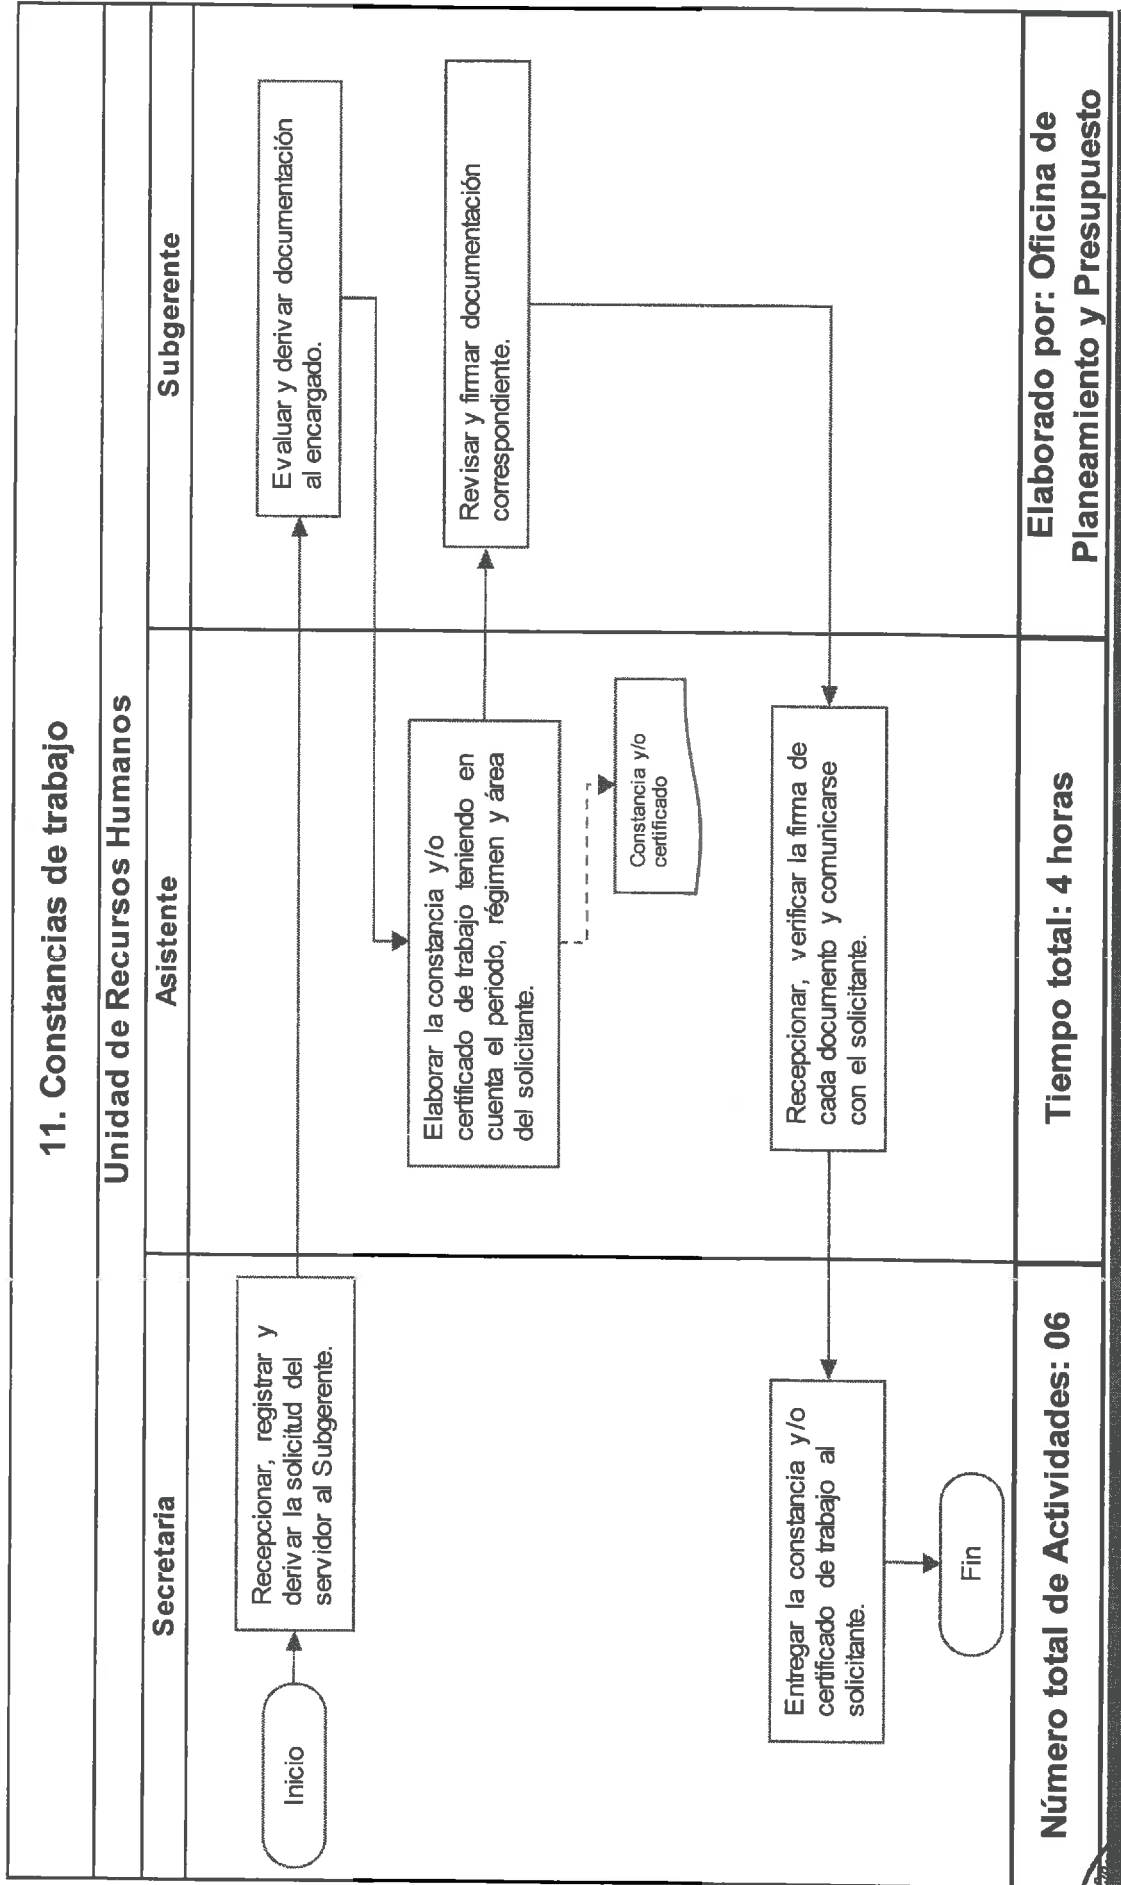 11. Constancias de trabajo
Unidad de Recursos Humanos
Secretaria
Asistente
Subgerente
Inicio
Recepcionar, registrar y
derivar la solicitud del
servidor al Subgerente.
Evaluar y derivar documentación
al encargado.
Elaborar la constancia y/o
certificado de trabajo teniendo en
cuenta el periodo, régimen y área
del solicitante.
Revisar y firmar documentación
correspondiente.
Constancia y/o
certificado
Recepcionar, verificar la firma de
cada documento y comunicarse
con el solicitante.
Entregar la constancia y/o
certificado de trabajo al
solicitante.
Fin
Número total de Actividades: 06
Tiempo total: 4 horas
Elaborado por: Oficina de
Planeamiento y Presupuesto